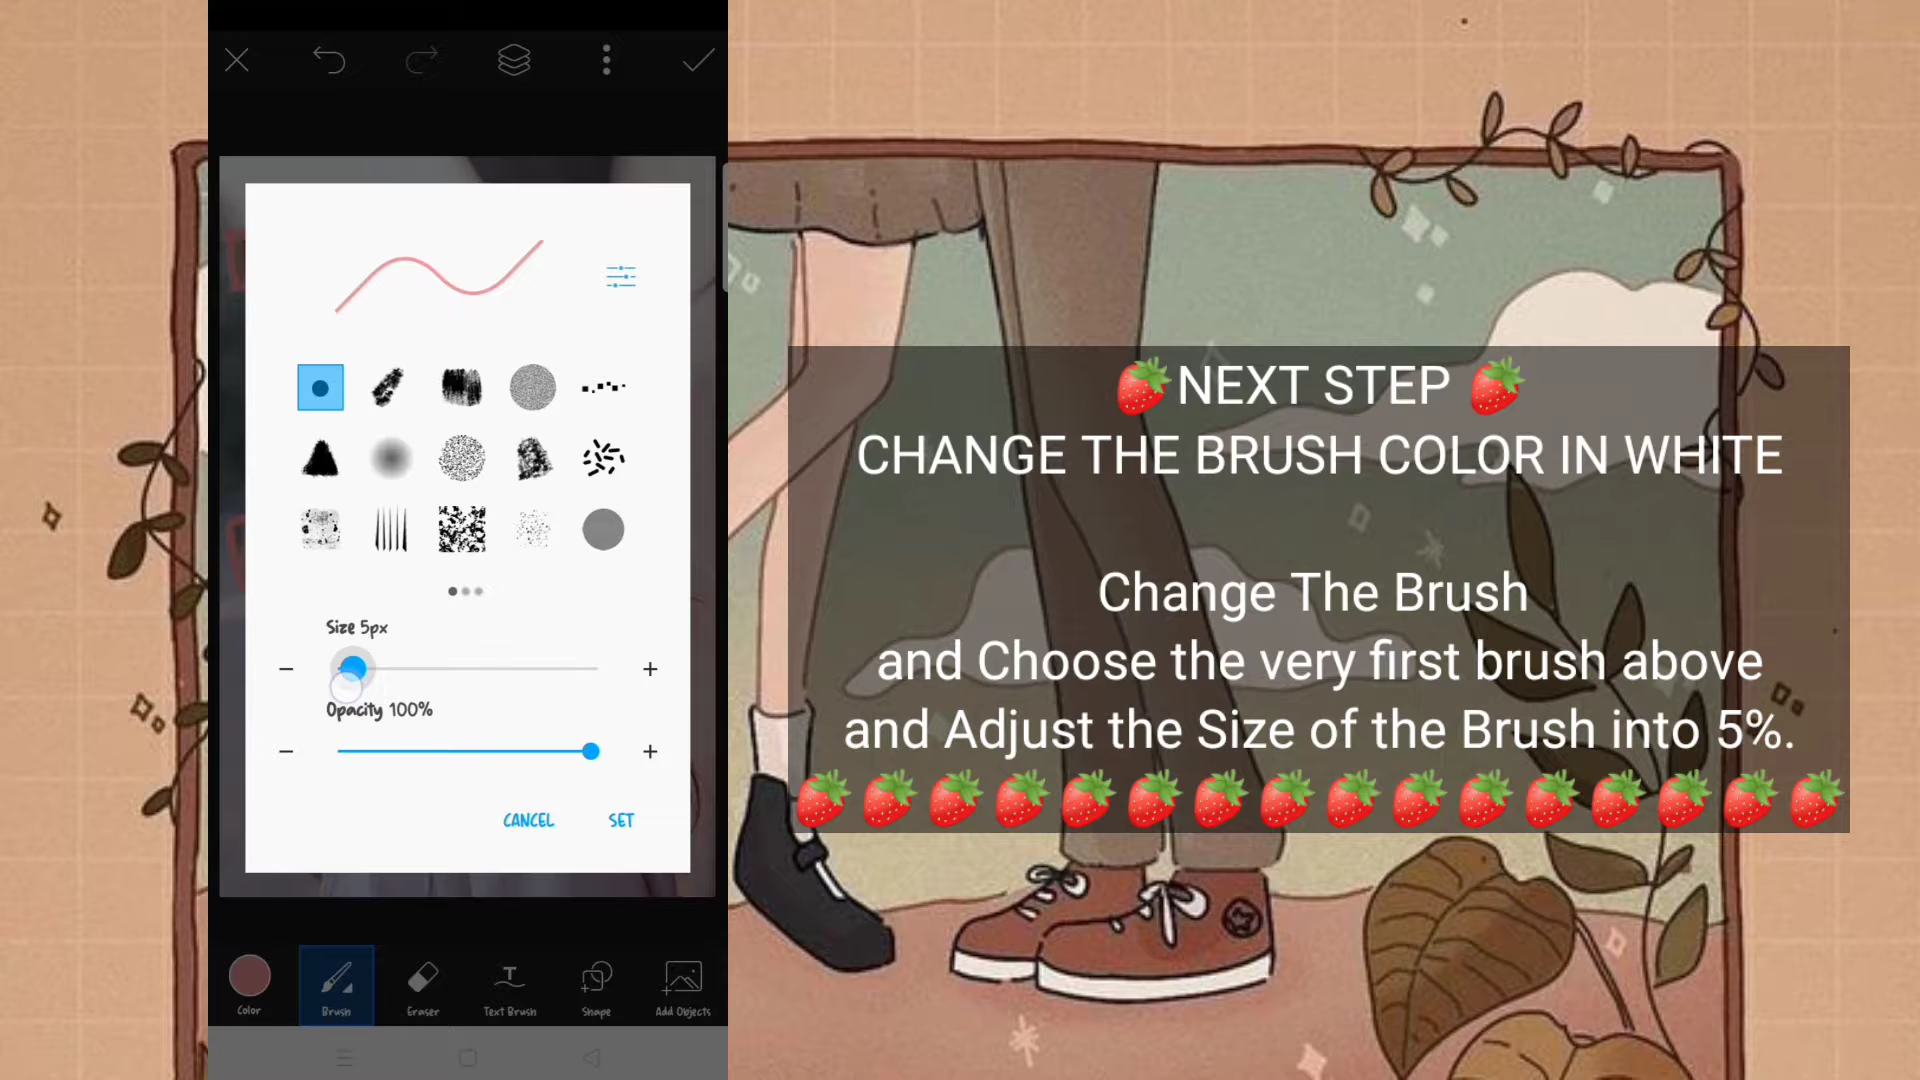 Size 5px
Opacity 100%
CANCEL SET
Color Brush Eraser Text Brush Shape Add Objects
🍓NEXT STEP 🍓
CHANGE THE BRUSH COLOR IN WHITE
Change The Brush
and Choose the very first brush above
and Adjust the Size of the Brush into 5%.
🍓🍓🍓🍓🍓🍓🍓🍓🍓🍓🍓🍓🍓🍓🍓🍓